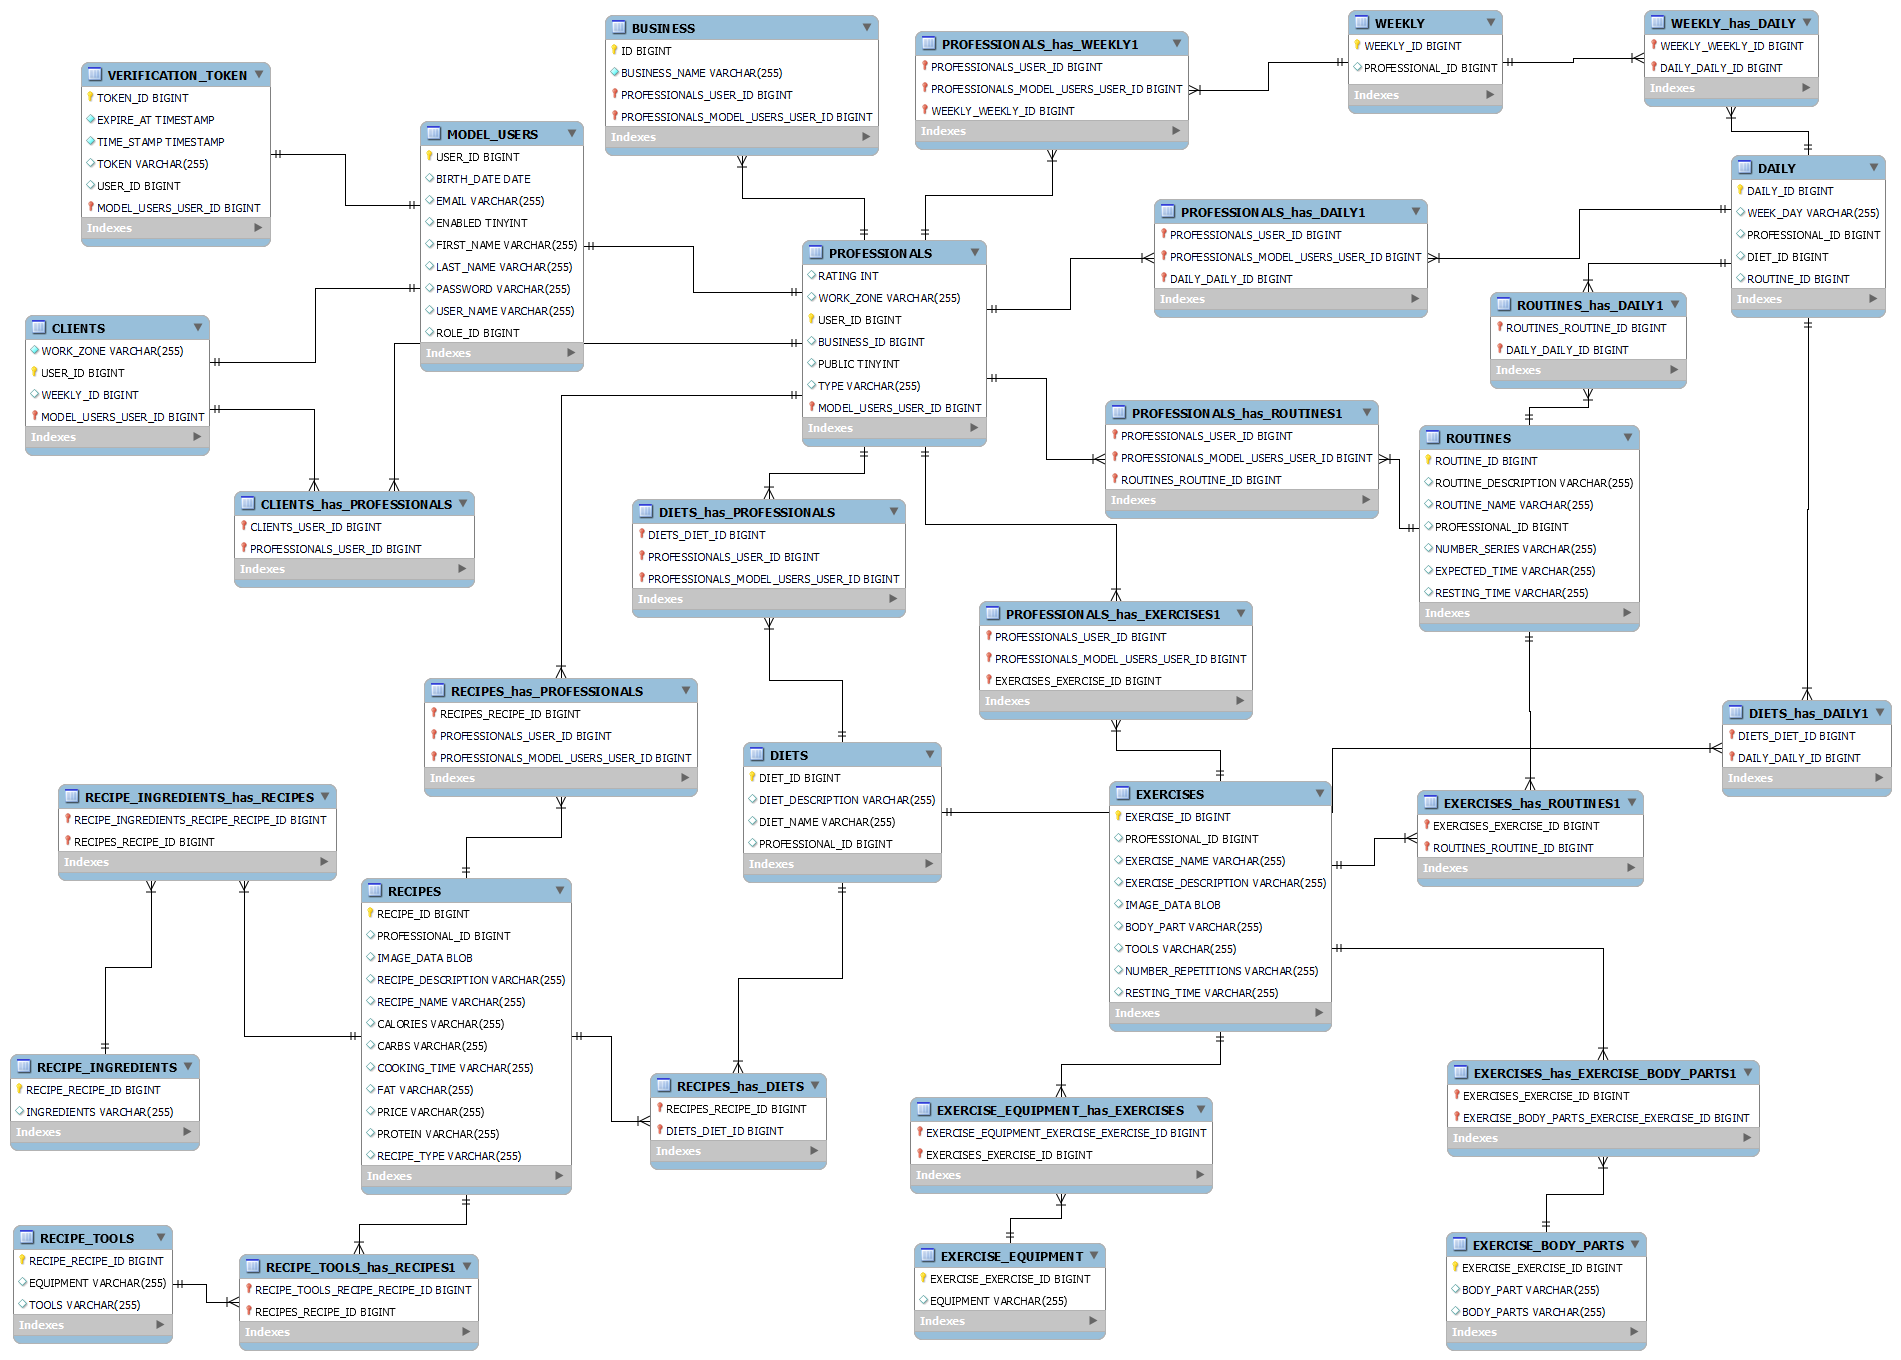 BUSINESS
ID BIGINT
BUSINESS_NAME VARCHAR(255)
PROFESSIONALS_USER_ID BIGINT
PROFESSIONALS_MODEL_USERS_USER_ID BIGINT
Indexes
PROFESSIONALS_has_WEEKLY1
PROFESSIONALS_USER_ID BIGINT
PROFESSIONALS_MODEL_USERS_USER_ID BIGINT
WEEKLY_WEEKLY_ID BIGINT
Indexes
WEEKLY
WEEKLY_ID BIGINT
PROFESSIONAL_ID BIGINT
Indexes
WEEKLY_has_DAILY
WEEKLY_WEEKLY_ID BIGINT
DAILY_DAILY_ID BIGINT
Indexes
VERIFICATION_TOKEN
TOKEN_ID BIGINT
EXPIRE_AT TIMESTAMP
TIME_STAMP TIMESTAMP
TOKEN VARCHAR(255)
USER_ID BIGINT
MODEL_USERS_USER_ID BIGINT
Indexes
MODEL_USERS
USER_ID BIGINT
BIRTH_DATE DATE
EMAIL VARCHAR(255)
ENABLED TINYINT
FIRST_NAME VARCHAR(255)
LAST_NAME VARCHAR(255)
PASSWORD VARCHAR(255)
USER_NAME VARCHAR(255)
ROLE_ID BIGINT
Indexes
DAILY
DAILY_ID BIGINT
WEEK_DAY VARCHAR(255)
PROFESSIONAL_ID BIGINT
DIET_ID BIGINT
ROUTINE_ID BIGINT
Indexes
PROFESSIONALS_has_DAILY1
PROFESSIONALS_USER_ID BIGINT
PROFESSIONALS_MODEL_USERS_USER_ID BIGINT
DAILY_DAILY_ID BIGINT
Indexes
PROFESSIONALS
RATING INT
WORK_ZONE VARCHAR(255)
USER_ID BIGINT
BUSINESS_ID BIGINT
PUBLIC TINYINT
TYPE VARCHAR(255)
MODEL_USERS_USER_ID BIGINT
Indexes
ROUTINES_has_DAILY1
ROUTINES_ROUTINE_ID BIGINT
DAILY_DAILY_ID BIGINT
Indexes
CLIENTS
WORK_ZONE VARCHAR(255)
USER_ID BIGINT
WEEKLY_ID BIGINT
MODEL_USERS_USER_ID BIGINT
Indexes
PROFESSIONALS_has_ROUTINES1
PROFESSIONALS_USER_ID BIGINT
PROFESSIONALS_MODEL_USERS_USER_ID BIGINT
ROUTINES_ROUTINE_ID BIGINT
Indexes
ROUTINES
ROUTINE_ID BIGINT
ROUTINE_DESCRIPTION VARCHAR(255)
ROUTINE_NAME VARCHAR(255)
PROFESSIONAL_ID BIGINT
NUMBER_SERIES VARCHAR(255)
EXPECTED_TIME VARCHAR(255)
RESTING_TIME VARCHAR(255)
Indexes
CLIENTS_has_PROFESSIONALS
CLIENTS_USER_ID BIGINT
PROFESSIONALS_USER_ID BIGINT
Indexes
DIETS_has_PROFESSIONALS
DIETS_DIET_ID BIGINT
PROFESSIONALS_USER_ID BIGINT
PROFESSIONALS_MODEL_USERS_USER_ID BIGINT
Indexes
PROFESSIONALS_has_EXERCISES1
PROFESSIONALS_USER_ID BIGINT
PROFESSIONALS_MODEL_USERS_USER_ID BIGINT
EXERCISES_EXERCISE_ID BIGINT
Indexes
RECIPES_has_PROFESSIONALS
RECIPES_RECIPE_ID BIGINT
PROFESSIONALS_USER_ID BIGINT
PROFESSIONALS_MODEL_USERS_USER_ID BIGINT
Indexes
DIETS_has_DAILY1
DIETS_DIET_ID BIGINT
DAILY_DAILY_ID BIGINT
Indexes
DIETS
DIET_ID BIGINT
DIET_DESCRIPTION VARCHAR(255)
DIET_NAME VARCHAR(255)
PROFESSIONAL_ID BIGINT
Indexes
EXERCISES
EXERCISE_ID BIGINT
PROFESSIONAL_ID BIGINT
EXERCISE_NAME VARCHAR(255)
EXERCISE_DESCRIPTION VARCHAR(255)
IMAGE_DATA BLOB
BODY_PART VARCHAR(255)
TOOLS VARCHAR(255)
NUMBER_REPETITIONS VARCHAR(255)
RESTING_TIME VARCHAR(255)
Indexes
EXERCISES_has_ROUTINES1
EXERCISES_EXERCISE_ID BIGINT
ROUTINES_ROUTINE_ID BIGINT
Indexes
RECIPE_INGREDIENTS_has_RECIPES
RECIPE_INGREDIENTS_RECIPE_RECIPE_ID BIGINT
RECIPES_RECIPE_ID BIGINT
Indexes
RECIPES
RECIPE_ID BIGINT
PROFESSIONAL_ID BIGINT
IMAGE_DATA BLOB
RECIPE_DESCRIPTION VARCHAR(255)
RECIPE_NAME VARCHAR(255)
CALORIES VARCHAR(255)
CARBS VARCHAR(255)
COOKING_TIME VARCHAR(255)
FAT VARCHAR(255)
PRICE VARCHAR(255)
PROTEIN VARCHAR(255)
RECIPE_TYPE VARCHAR(255)
Indexes
RECIPE_INGREDIENTS
RECIPE_RECIPE_ID BIGINT
INGREDIENTS VARCHAR(255)
Indexes
RECIPES_has_DIETS
RECIPES_RECIPE_ID BIGINT
DIETS_DIET_ID BIGINT
Indexes
EXERCISE_EQUIPMENT_has_EXERCISES
EXERCISE_EQUIPMENT_EXERCISE_EXERCISE_ID BIGINT
EXERCISES_EXERCISE_ID BIGINT
Indexes
EXERCISES_has_EXERCISE_BODY_PARTS1
EXERCISES_EXERCISE_ID BIGINT
EXERCISE_BODY_PARTS_EXERCISE_EXERCISE_ID BIGINT
Indexes
RECIPE_TOOLS
RECIPE_RECIPE_ID BIGINT
EQUIPMENT VARCHAR(255)
TOOLS VARCHAR(255)
Indexes
RECIPE_TOOLS_has_RECIPES1
RECIPE_TOOLS_RECIPE_RECIPE_ID BIGINT
RECIPES_RECIPE_ID BIGINT
Indexes
EXERCISE_EQUIPMENT
EXERCISE_EXERCISE_ID BIGINT
EQUIPMENT VARCHAR(255)
Indexes
EXERCISE_BODY_PARTS
EXERCISE_EXERCISE_ID BIGINT
BODY_PART VARCHAR(255)
BODY_PARTS VARCHAR(255)
Indexes